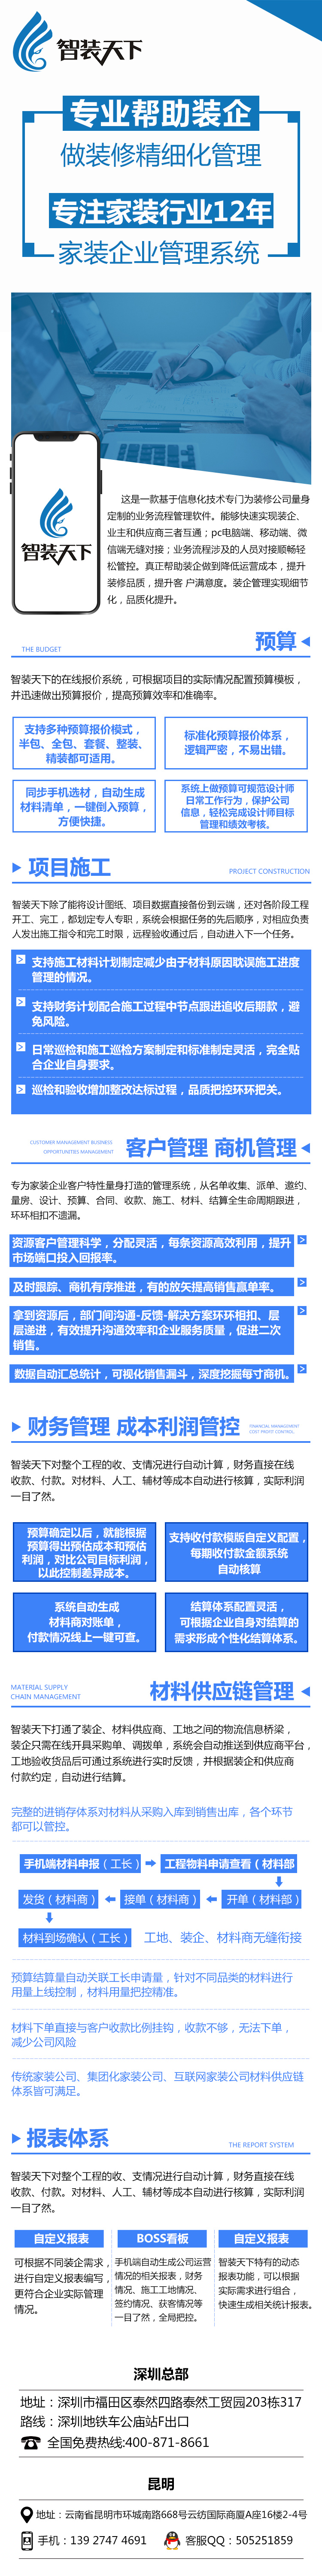 智装天下
专业帮助装企
做装修精细化管理
专注家装行业12年
家装企业管理系统
智装天下
这是一款基于信息化技术专门为装修公司量身
定制的业务流程管理软件。能够快速实现装企、
业主和供应商三者互通；pc电脑端、移动端、微
信端无缝对接；业务流程涉及的人员对接顺畅轻
松管控。真正帮助装企做到降低运营成本，提升
装修品质，提升客 户满意度。装企管理实现细节
化，品质化提升。
THE BUDGET
预算
智装天下的在线报价系统，可根据项目的实际情况配置预算模板，
并迅速做出预算报价，提高预算效率和准确率。
支持多种预算报价模式，
半包、全包、套餐、整装、
精装都可适用。
标准化预算报价体系，
逻辑严密，不易出错。
同步手机选材，自动生成
材料清单，一键倒入预算，
方便快捷。
系统上做预算可规范设计师
日常工作行为，保护公司
信息，轻松完成设计师目标
管理和绩效考核。
项目施工
PROJECT CONSTRUCTION
智装天下除了能将设计图纸、项目数据直接备份到云端，还对各阶段工程
开工、完工，都划定专人专职，系统会根据任务的先后顺序，对相应负责
人发出施工指令和完工时限，远程验收通过后，自动进入下一个任务。
支持施工材料计划制定减少由于材料原因耽误施工进度
管理的情况。
支持财务计划配合施工过程中节点跟进追收后期款，避
免风险。
日常巡检和施工巡检方案制定和标准制定灵活，完全贴
合企业自身要求。
巡检和验收增加整改达标过程，品质把控环环把关。
CUSTOMER MANAGEMENT BUSINESS
OPPORTUNITIES MANAGEMENT
客户管理 商机管理
专为家装企业客户特性量身打造的管理系统，从名单收集、派单、邀约、
量房、设计、预算、合同、收款、施工、材料、结算全生命周期跟进，
环环相扣不遗漏。
资源客户管理科学，分配灵活，每条资源高效利用，提升
市场端口投入回报率。
及时跟踪、商机有序推进，有的放矢提高销售赢单率。
拿到资源后，部门间沟通-反馈-解决方案环环相扣、层
层递进，有效提升沟通效率和企业服务质量，促进二次
销售。
数据自动汇总统计，可视化销售漏斗，深度挖掘每寸商机。
财务管理 成本利润管控
FINANCIAL MANAGEMENT
COST PROFIT CONTROL
智装天下对整个工程的收、支情况进行自动计算，财务直接在线
收款、付款。对材料、人工、辅材等成本自动进行核算，实际利润
一目了然。
预算确定以后，就能根据
预算得出预估成本和预估
利润，对比公司目标利润，
以此控制差异成本。
支持收付款模版自定义配置，
每期收付款金额系统
自动核算
系统自动生成
材料商对账单，
付款情况线上一键可查。
结算体系配置灵活，
可根据企业自身对结算的
需求形成个性化结算体系。
MATERIAL SUPPLY
CHAIN MANAGEMENT
材料供应链管理
智装天下打通了装企、材料供应商、工地之间的物流信息桥梁，
装企只需在线开具采购单、调拨单，系统会自动推送到供应商平台，
工地验收货品后可通过系统进行实时反馈，并根据装企和供应商
付款约定，自动进行结算。
完整的进销存体系对材料从采购入库到销售出库，各个环节
都可以管控。
手机端材料申报（工长）
工程物料申请查看（材料部
发货（材料商）
接单（材料商）
开单（材料部）
材料到场确认（工长）
工地、装企、材料商无缝衔接
预算结算量自动关联工长申请量，针对不同品类的材料进行
用量上线控制，材料用量把控精准。
材料下单直接与客户收款比例挂钩，收款不够，无法下单，
减少公司风险
传统家装公司、集团化家装公司、互联网家装公司材料供应链
体系皆可满足。
报表体系
THE REPORT SYSTEM
智装天下对整个工程的收、支情况进行自动计算，财务直接在线
收款、付款。对材料、人工、辅材等成本自动进行核算，实际利润
一目了然。
自定义报表
可根据不同装企需求，
进行自定义报表编写，
更符合企业实际管理
情况。
BOSS看板
手机端自动生成公司运营
情况的相关报表，财务
情况、施工工地情况、
签约情况、获客情况等
一目了然，全局把控。
自定义报表
智装天下特有的动态
报表功能，可以根据
实际需求进行组合，
快速生成相关统计报表。
深圳总部
地址：深圳市福田区泰然四路泰然工贸园203栋317
路线：深圳地铁车公庙站F出口
全国免费热线:400-871-8661
昆明
地址：云南省昆明市环城南路668号云纺国际商厦A座16楼2-4号
手机：139 2747 4691
客服QQ：505251859